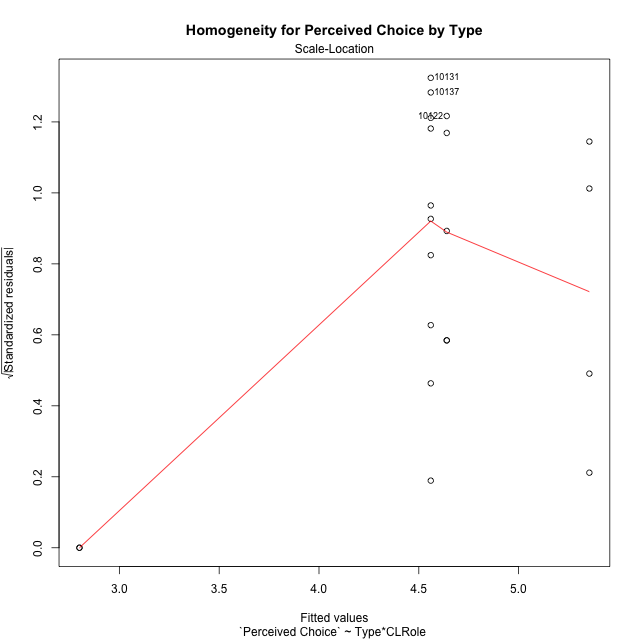 Homogeneity for Perceived Choice by Type
Scale-Location
10131
10137
10122
1.2
1.0
0.8
0.6
0.4
0.2
0.0
√|Standardized residuals|
3.0 3.5 4.0 4.5 5.0
Fitted values
`Perceived Choice` ~ Type*CLRole